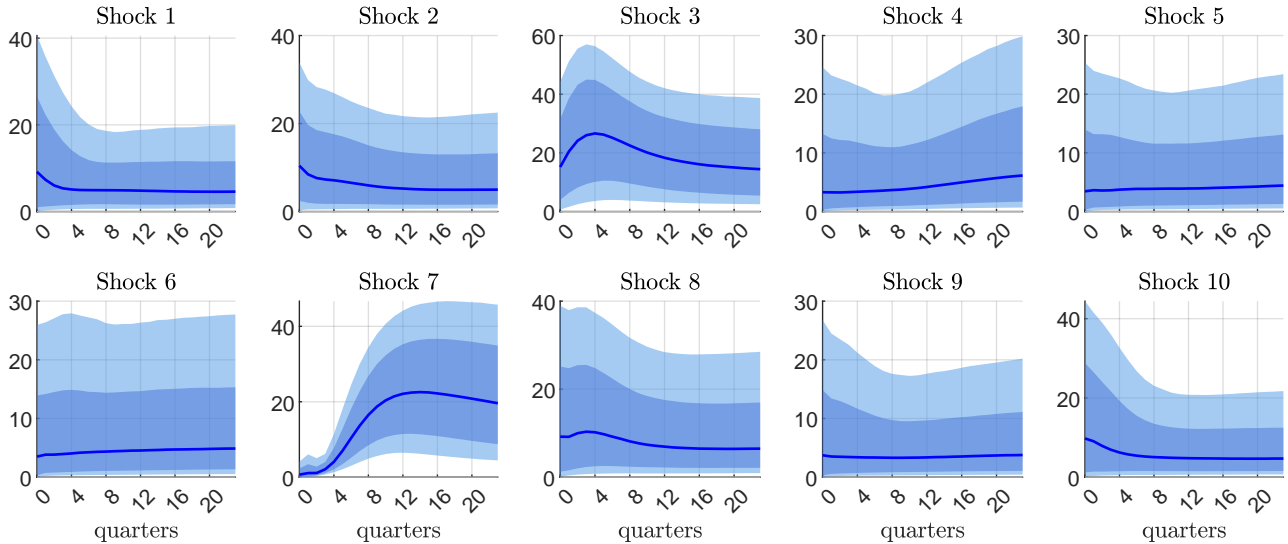 Shock 1 Shock 2 Shock 3 Shock 4 Shock 5
40 40 60 30 30
40
20 20 20 20
20
10 10
20
0 0 0 0 0
0 4 8 12 16 20 0 4 8 12 16 20 0 4 8 12 16 20 0 4 8 12 16 20 0 4 8 12 16 20
Shock 6 Shock 7 Shock 8 Shock 9 Shock 10
30 40 40 30 40
20 20 20 20 20
10 10
0 0 0 0 0
0 4 8 12 16 20 0 4 8 12 16 20 0 4 8 12 16 20 0 4 8 12 16 20 0 4 8 12 16 20
quarters quarters quarters quarters quarters